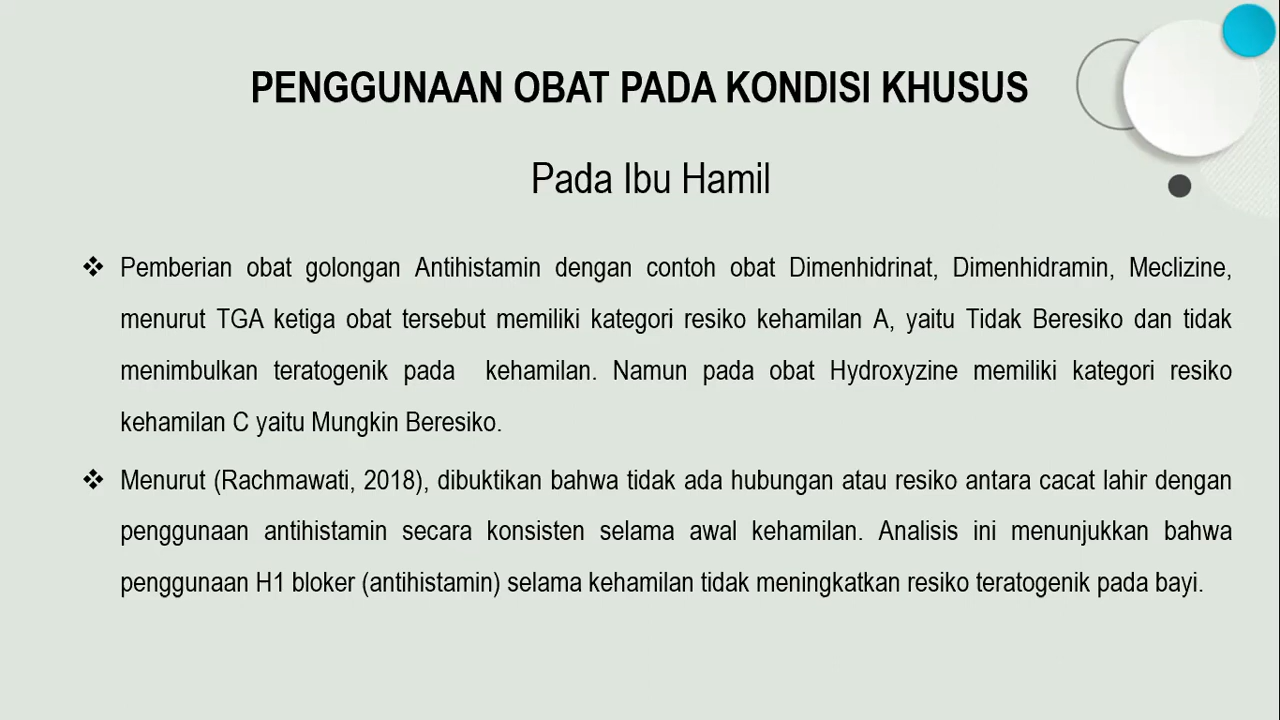 PENGGUNAAN OBAT PADA KONDISI KHUSUS
Pada Ibu Hamil
❖ Pemberian obat golongan Antihistamin dengan contoh obat Dimenhidrinat, Dimenhidramin, Meclizine,
menurut TGA ketiga obat tersebut memiliki kategori resiko kehamilan A, yaitu Tidak Beresiko dan tidak
menimbulkan teratogenik pada kehamilan. Namun pada obat Hydroxyzine memiliki kategori resiko
kehamilan C yaitu Mungkin Beresiko.
❖ Menurut (Rachmawati, 2018), dibuktikan bahwa tidak ada hubungan atau resiko antara cacat lahir dengan
penggunaan antihistamin secara konsisten selama awal kehamilan. Analisis ini menunjukkan bahwa
penggunaan H1 bloker (antihistamin) selama kehamilan tidak meningkatkan resiko teratogenik pada bayi.